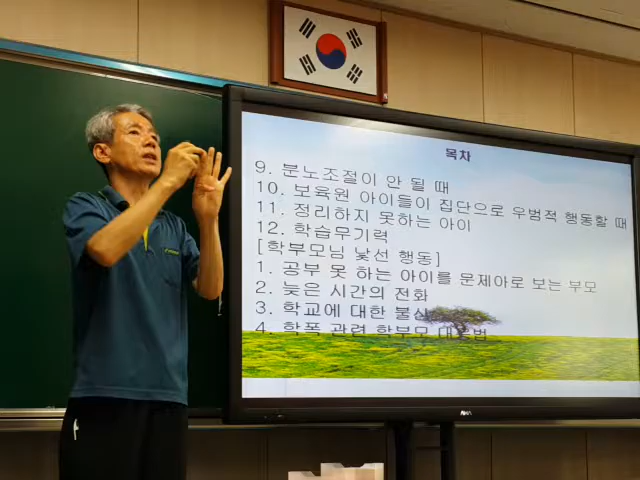 목차
9. 분노조절이 안 될 때
10. 보육원 아이들이 집단으로 우범적 행동할 때
11. 정리하지 못하는 아이
12. 학습무기력
[학부모님 낯선 행동]
1. 공부 못 하는 아이를 문제아로 보는 부모
2. 늦은 시간의 전화
3. 학교에 대한 불신
4. 학폭 관련 학부모 대응법